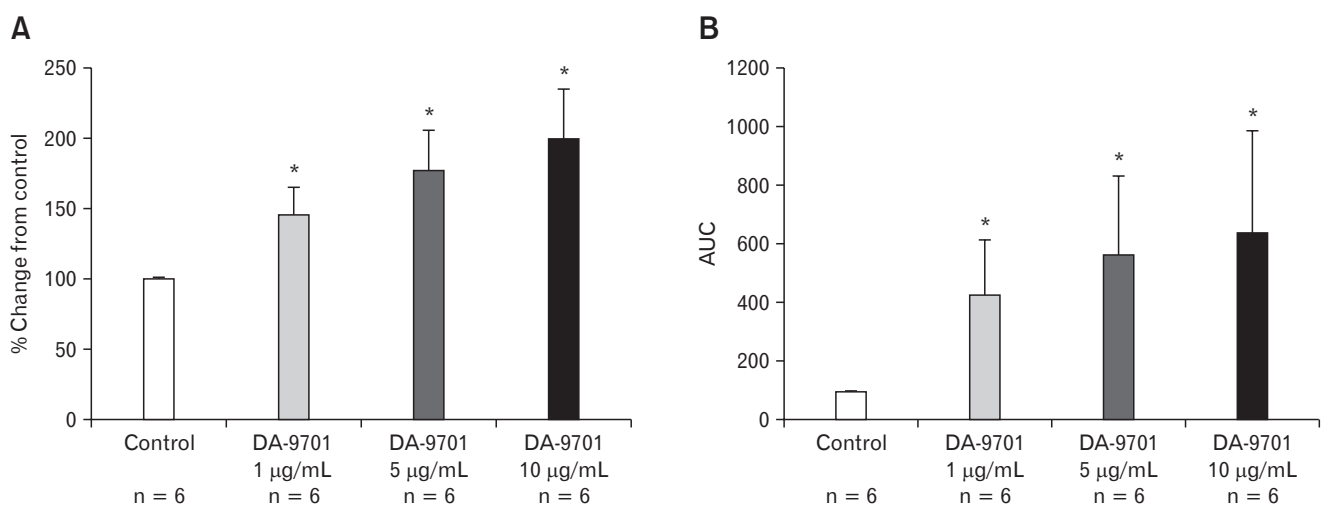 A
% Change from control
250
200
150
100
50
0
*
*
*
Control
n = 6
DA-9701
1 μg/mL
n = 6
DA-9701
5 μg/mL
n = 6
DA-9701
10 μg/mL
n = 6
B
AUC
1200
1000
800
600
400
200
0
*
*
*
Control
n = 6
DA-9701
1 μg/mL
n = 6
DA-9701
5 μg/mL
n = 6
DA-9701
10 μg/mL
n = 6